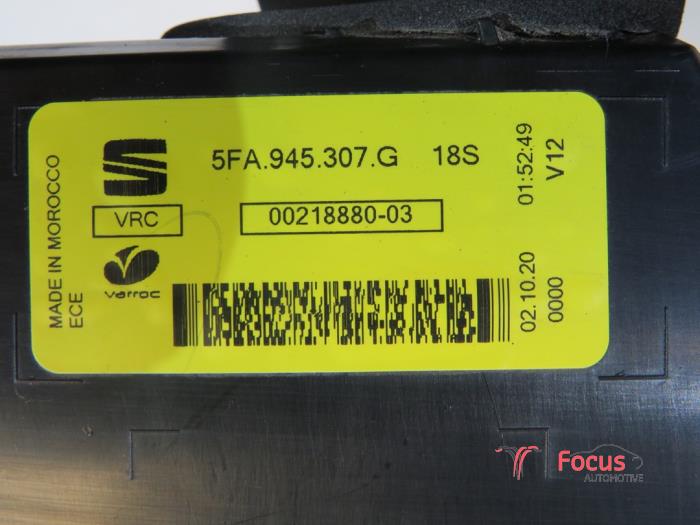 MADE IN MOROCCO
ECE
5FA.945.307.G 18S
VRC
00218880-03
varroc
02.10.20 01:52:49
0000 V12
Focus
AUTOMOTIVE